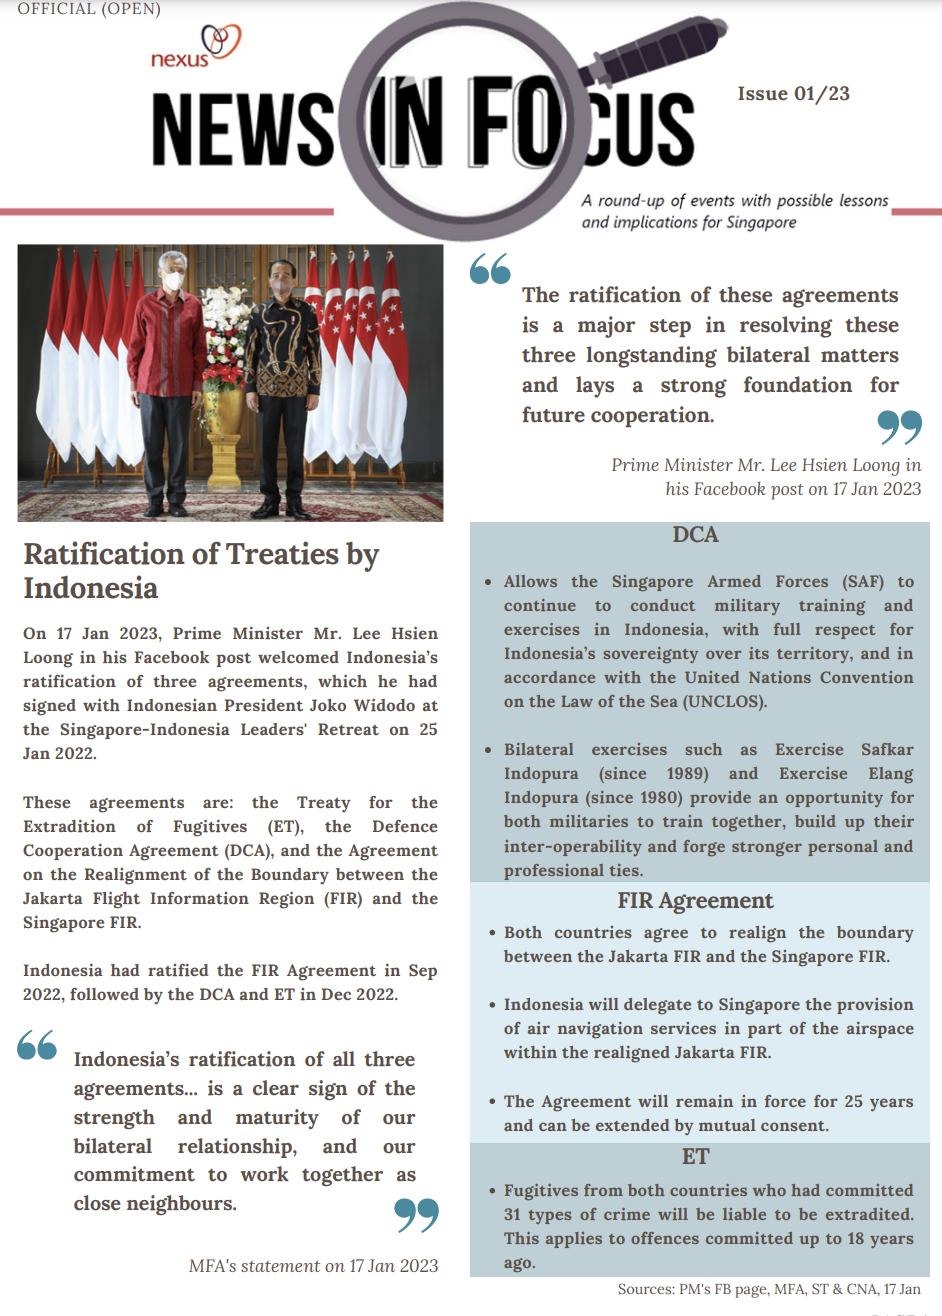 OFFICIAL (OPEN)
nexus
NEWS IN FOCUS
Issue 01/23
A round-up of events with possible lessons
and implications for Singapore
Ratification of Treaties by
Indonesia
On 17 Jan 2023, Prime Minister Mr. Lee Hsien
Loong in his Facebook post welcomed Indonesia's
ratification of three agreements, which he had
signed with Indonesian President Joko Widodo at
the Singapore-Indonesia Leaders' Retreat on 25
Jan 2022.
These agreements are: the Treaty for the
Extradition of Fugitives (ET), the Defence
Cooperation Agreement (DCA), and the Agreement
on the Realignment of the Boundary between the
Jakarta Flight Information Region (FIR) and the
Singapore FIR.
Indonesia had ratified the FIR Agreement in Sep
2022, followed by the DCA and ET in Dec 2022.
“
Indonesia's ratification of all three
agreements... is a clear sign of the
strength and maturity of our
bilateral relationship, and our
commitment to work together as
close neighbours.
”
MFA's statement on 17 Jan 2023
“
The ratification of these agreements
is a major step in resolving these
three longstanding bilateral matters
and lays a strong foundation for
future cooperation.
”
Prime Minister Mr. Lee Hsien Loong in
his Facebook post on 17 Jan 2023
DCA
• Allows the Singapore Armed Forces (SAF) to
continue to conduct military training and
exercises in Indonesia, with full respect for
Indonesia's sovereignty over its territory, and in
accordance with the United Nations Convention
on the Law of the Sea (UNCLOS).
• Bilateral exercises such as Exercise Safkar
Indopura (since 1989) and Exercise Elang
Indopura (since 1980) provide an opportunity for
both militaries to train together, build up their
inter-operability and forge stronger personal and
professional ties.
FIR Agreement
• Both countries agree to realign the boundary
between the Jakarta FIR and the Singapore FIR.
• Indonesia will delegate to Singapore the provision
of air navigation services in part of the airspace
within the realigned Jakarta FIR.
• The Agreement will remain in force for 25 years
and can be extended by mutual consent.
ET
• Fugitives from both countries who had committed
31 types of crime will be liable to be extradited.
This applies to offences committed up to 18 years
ago.
Sources: PM's FB page, MFA, ST & CNA, 17 Jan